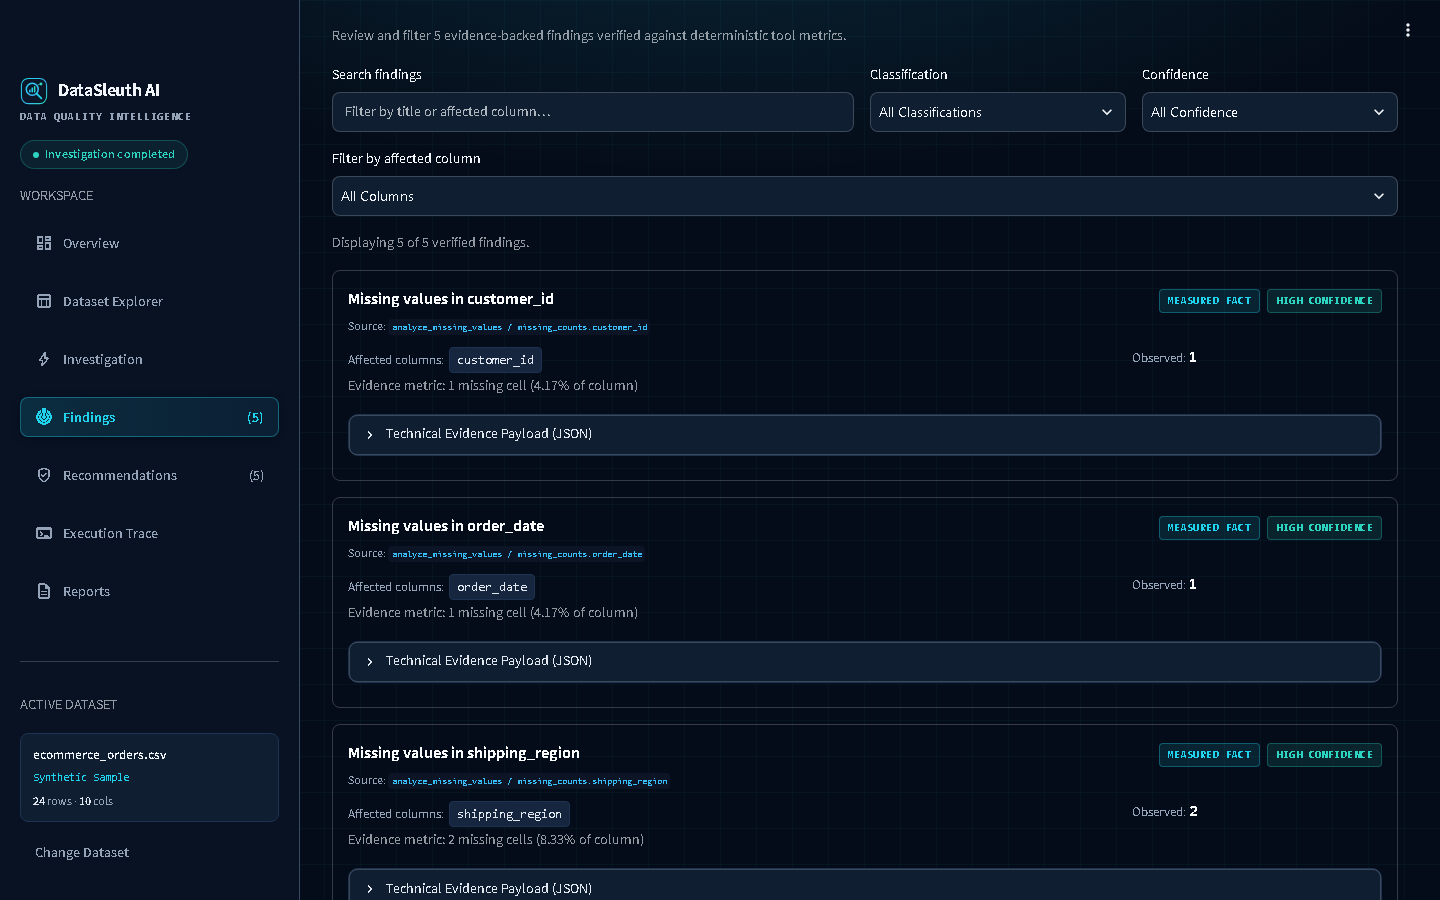 DataSleuth AI
DATA QUALITY INTELLIGENCE
Investigation completed
WORKSPACE
Overview
Dataset Explorer
Investigation
Findings (5)
Recommendations (5)
Execution Trace
Reports
ACTIVE DATASET
ecommerce_orders.csv
Synthetic Sample
24 rows · 10 cols
Change Dataset
Review and filter 5 evidence-backed findings verified against deterministic tool metrics.
Search findings
Filter by title or affected column...
Classification
All Classifications
Confidence
All Confidence
Filter by affected column
All Columns
Displaying 5 of 5 verified findings.
Missing values in customer_id
MEASURED FACT HIGH CONFIDENCE
Source: analyze_missing_values / missing_counts.customer_id
Affected columns: customer_id
Observed: 1
Evidence metric: 1 missing cell (4.17% of column)
Technical Evidence Payload (JSON)
Missing values in order_date
MEASURED FACT HIGH CONFIDENCE
Source: analyze_missing_values / missing_counts.order_date
Affected columns: order_date
Observed: 1
Evidence metric: 1 missing cell (4.17% of column)
Technical Evidence Payload (JSON)
Missing values in shipping_region
MEASURED FACT HIGH CONFIDENCE
Source: analyze_missing_values / missing_counts.shipping_region
Affected columns: shipping_region
Observed: 2
Evidence metric: 2 missing cells (8.33% of column)
Technical Evidence Payload (JSON)